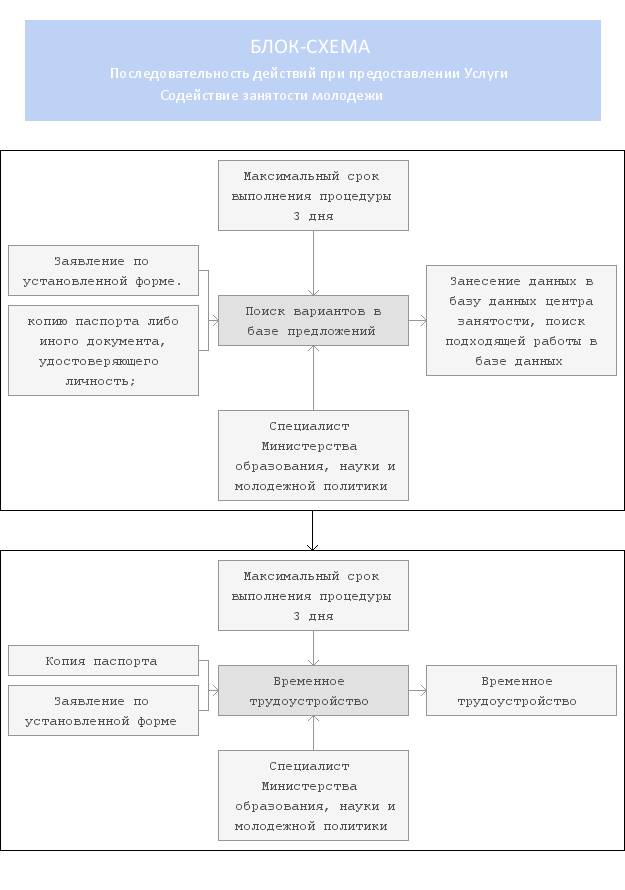 БЛОК-СХЕМА
Последовательность действий при предоставлении Услуги
Содействие занятости молодежи
Максимальный срок
выполнения процедуры
3 дня
Заявление по
установленной форме.
копию паспорта либо
иного документа,
удостоверяющего
личность;
Поиск вариантов в
базе предложений
Занесение данных в
базу данных центра
занятости, поиск
подходящей работы в
базе данных
Специалист
Министерства
образования, науки и
молодежной политики
Максимальный срок
выполнения процедуры
3 дня
Копия паспорта
Заявление по
установленной форме
Временное
трудоустройство
Временное
трудоустройство
Специалист
Министерства
образования, науки и
молодежной политики